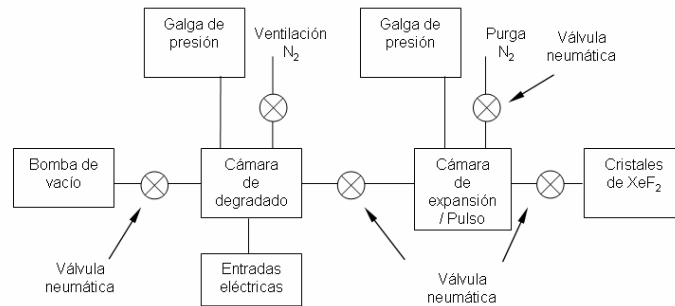 Galga de
presión
Ventilación
N2
Galga de
presión
Purga
N2
Válvula
neumática
Bomba de
vacío
Cámara
de
degradado
Cámara
de
expansión
/ Pulso
Cristales
de XeF2
Válvula
neumática
Entradas
eléctricas
Válvula
neumática